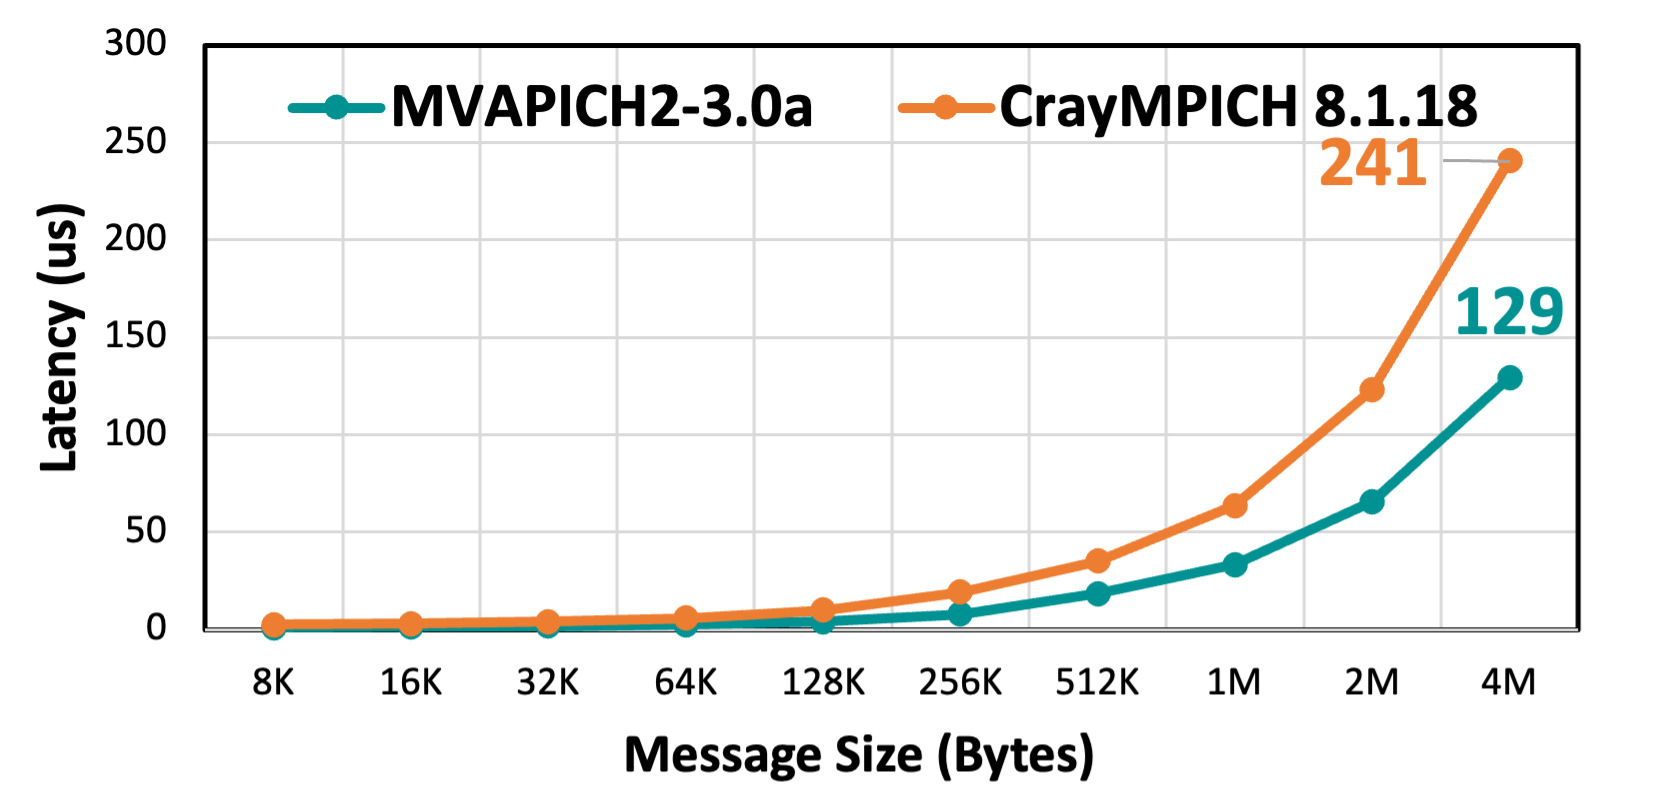 300
MVAPICH2-3.0a CrayMPICH 8.1.18
250
241
200
129
150
100
50
0
Latency (us)
8K 16K 32K 64K 128K 256K 512K 1M 2M 4M
Message Size (Bytes)